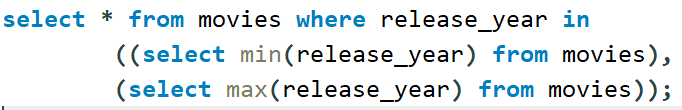 select * from movies where release_year in
((select min(release_year) from movies),
(select max(release_year) from movies));